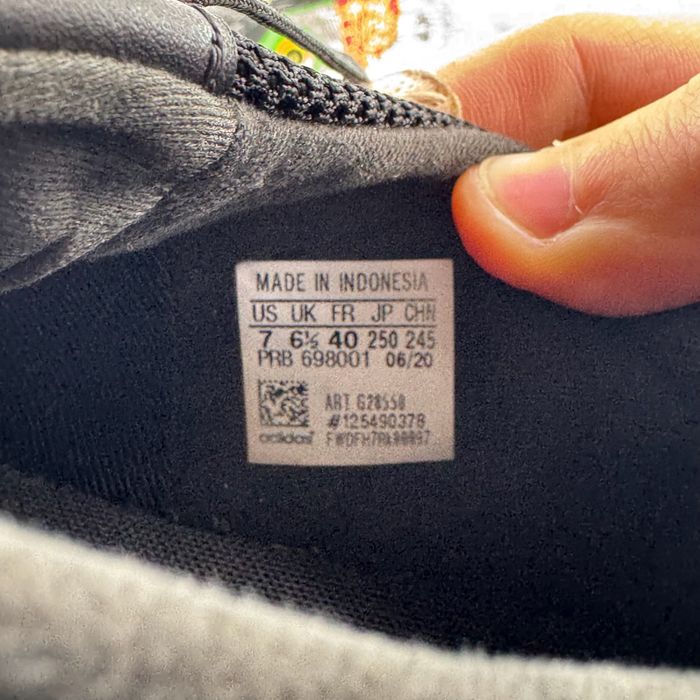 MADE IN INDONESIA
US UK FR JP CHN
7 6½ 40 250 245
PRB 698001 06/20
ART G28550
#125490378
adidas